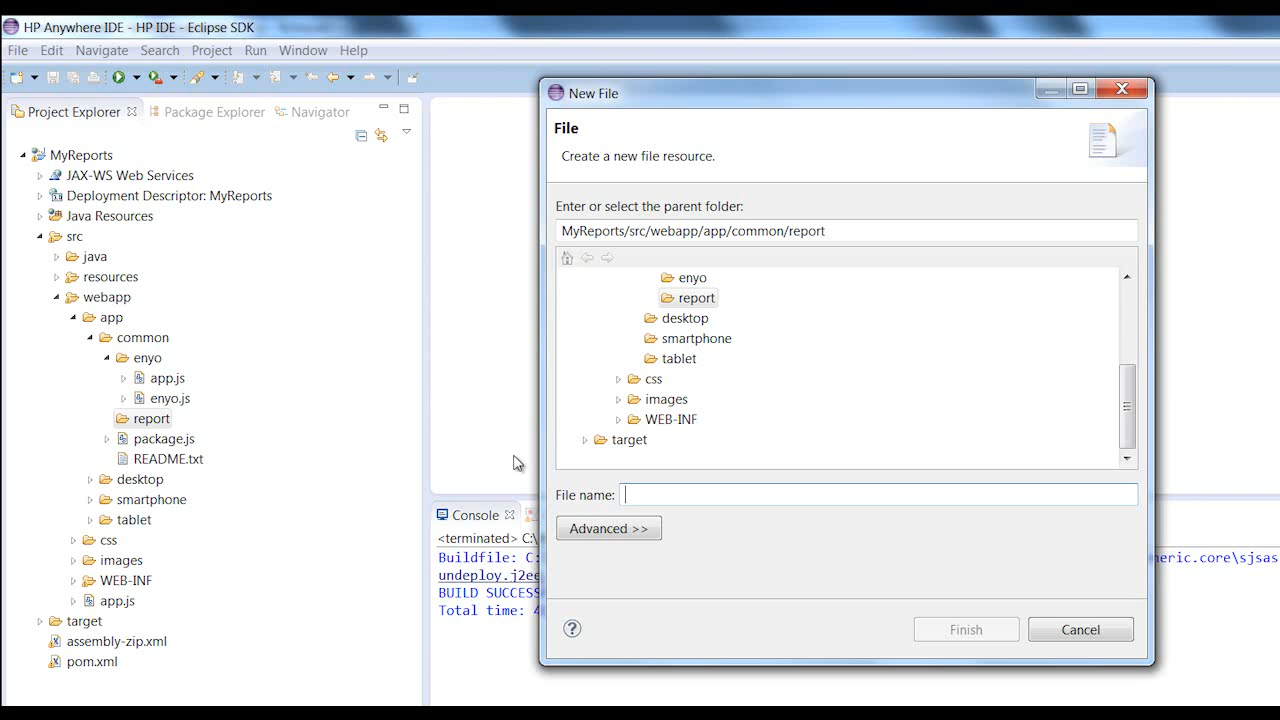 HP Anywhere IDE - HP IDE - Eclipse SDK
File Edit Navigate Search Project Run Window Help
Project Explorer Package Explorer Navigator
MyReports
JAX-WS Web Services
Deployment Descriptor: MyReports
Java Resources
src
java
resources
webapp
app
common
enyo
app.js
enyo.js
report
package.js
README.txt
desktop
smartphone
tablet
css
images
WEB-INF
app.js
target
assembly-zip.xml
pom.xml
New File
File
Create a new file resource.
Enter or select the parent folder:
MyReports/src/webapp/app/common/report
enyo
report
desktop
smartphone
tablet
css
images
WEB-INF
target
File name:
Advanced >>
Finish Cancel
Console
<terminated> C:\
Buildfile: C:
neric.core\sjsas
undeploy.j2ee
BUILD SUCCESS
Total time: 4